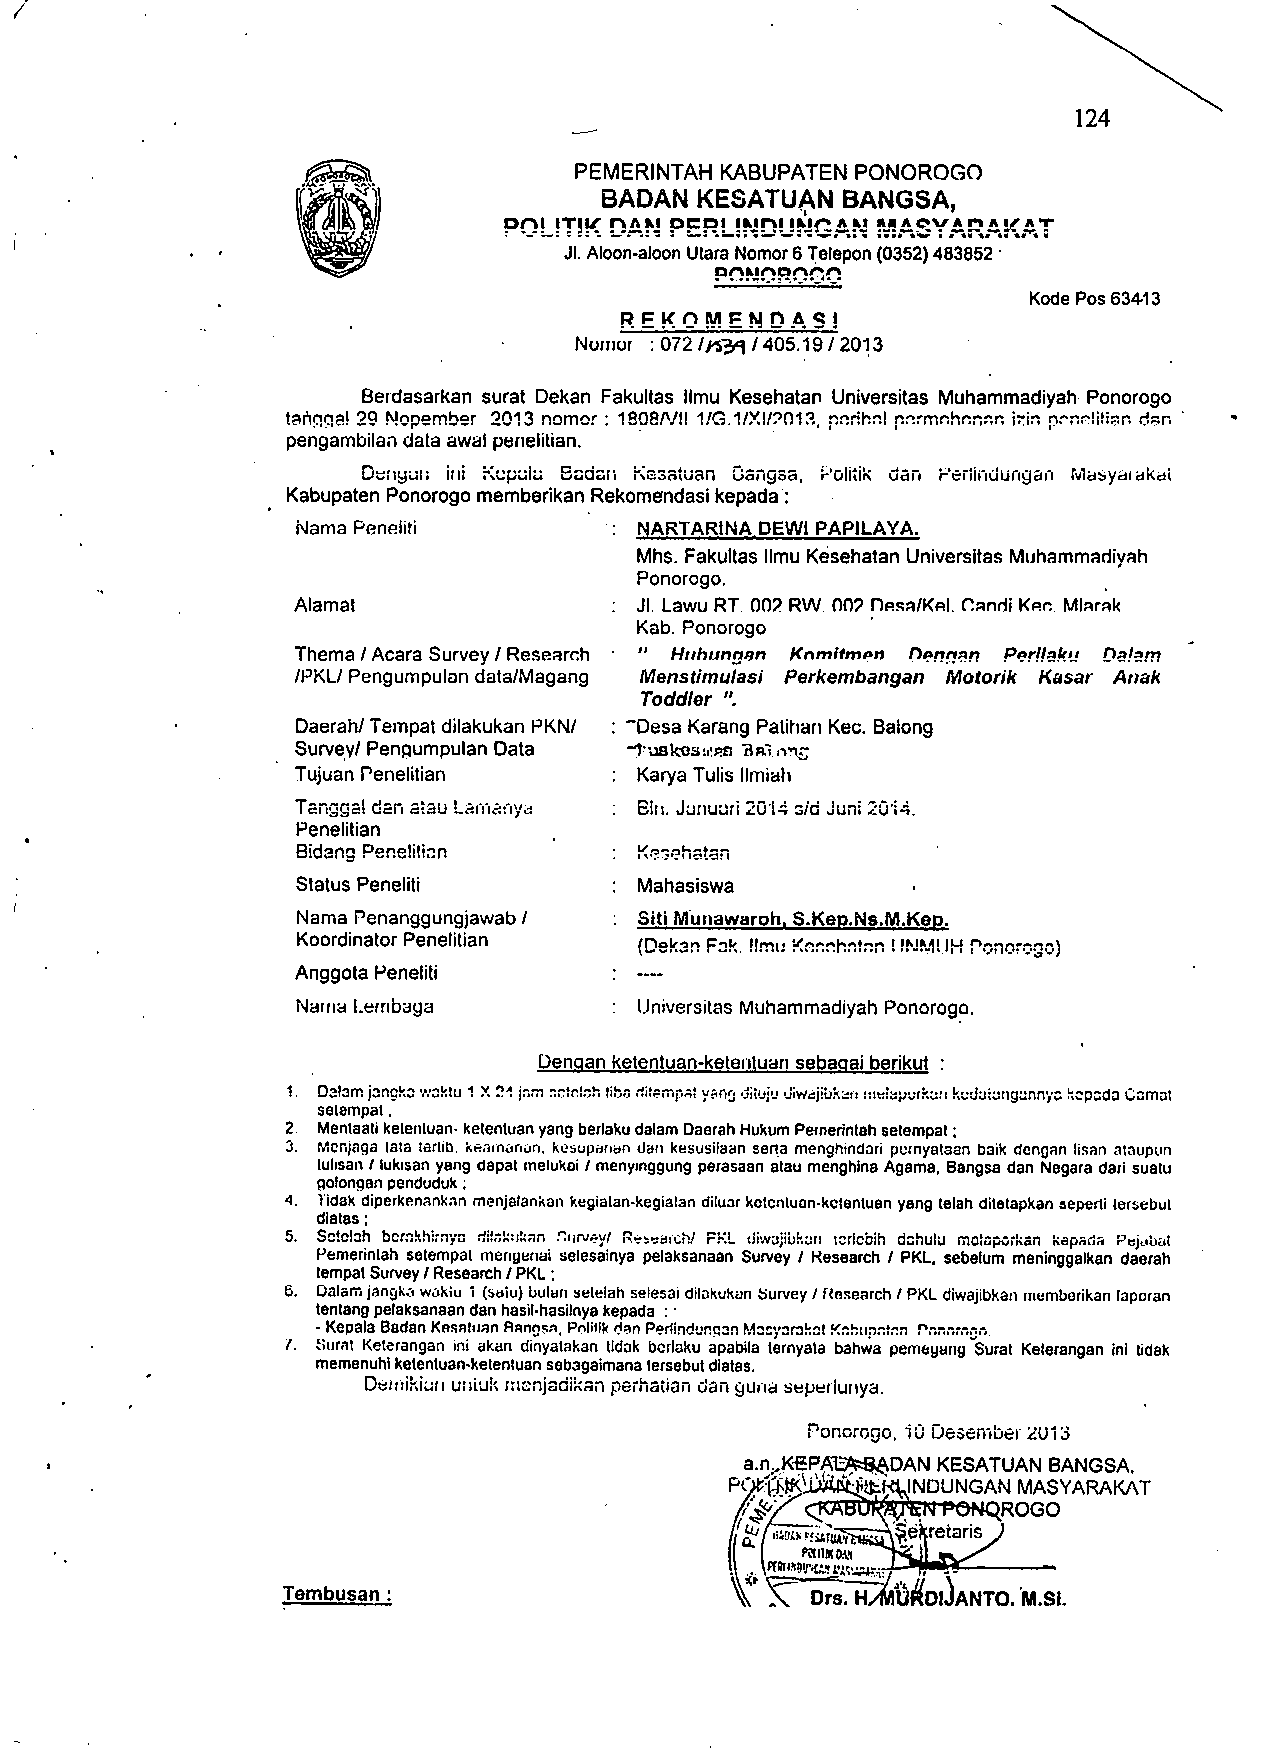 124
PEMERINTAH KABUPATEN PONOROGO
BADAN KESATUAN BANGSA,
POLITIK DAN PERLINDUNGAN MASYARAKAT
Jl. Aloon-aloon Utara Nomor 6 Telepon (0352) 483852
PONOROGO
Kode Pos 63413
R E K O M E N D A S I
Nomor : 072 / / 405.19 / 2013
Berdasarkan surat Dekan Fakultas Ilmu Kesehatan Universitas Muhammadiyah Ponorogo
tanggal 29 Nopember 2013 nomor : 1808/VII 1/G.1/XI/2013, perihal permohonan izin penelitian dan
pengambilan data awal penelitian.
Dengan ini Kepala Badan Kesatuan Bangsa, Politik dan Perlindungan Masyarakat
Kabupaten Ponorogo memberikan Rekomendasi kepada :
Nama Peneliti : NARTARINA DEWI PAPILAYA.
Mhs. Fakultas Ilmu Kesehatan Universitas Muhammadiyah
Ponorogo.
Alamat : Jl. Lawu RT. 002 RW. 002 Desa/Kel. Candi Kec. Mlarak
Kab. Ponorogo
Thema / Acara Survey / Research : " Hubungan Komitmen Dengan Perilaku Dalam
/PKL/ Pengumpulan data/Magang Menstimulasi Perkembangan Motorik Kasar Anak
Toddler ".
Daerah/ Tempat dilakukan PKN/ : -Desa Karang Patihan Kec. Balong
Survey/ Pengumpulan Data -Puskesmas Balong
Tujuan Penelitian : Karya Tulis Ilmiah
Tanggal dan atau Lamanya : Bln. Januari 2014 s/d Juni 2014.
Penelitian
Bidang Penelitian : Kesehatan
Status Peneliti : Mahasiswa
Nama Penanggungjawab / : Siti Munawaroh, S.Kep.Ns.M.Kep.
Koordinator Penelitian (Dekan Fak. Ilmu Kesehatan UNMUH Ponorogo)
Anggota Peneliti : ----
Nama Lembaga : Universitas Muhammadiyah Ponorogo.
Dengan ketentuan-ketentuan sebagai berikut :
1. Dalam jangka waktu 1 X 24 jam setelah tiba ditempat yang dituju diwajibkan melaporkan kedatangannya kepada Camat
setempat .
2. Mentaati ketentuan- ketentuan yang berlaku dalam Daerah Hukum Pemerintah setempat ;
3. Menjaga tata tertib, keamanan, kesopanan dan kesusilaan serta menghindari pernyataan baik dengan lisan ataupun
tulisan / lukisan yang dapat melukai / menyinggung perasaan atau menghina Agama, Bangsa dan Negara dari suatu
golongan penduduk ;
4. Tidak diperkenankan menjalankan kegiatan-kegiatan diluar ketentuan-ketentuan yang telah ditetapkan seperti tersebut
diatas ;
5. Setelah berakhirnya dilakukan Survey/ Research/ PKL diwajibkan terlebih dahulu melaporkan kepada Pejabat
Pemerintah setempat mengenai selesainya pelaksanaan Survey / Research / PKL, sebelum meninggalkan daerah
tempat Survey / Research / PKL ;
6. Dalam jangka waktu 1 (satu) bulan setelah selesai dilakukan Survey / Research / PKL diwajibkan memberikan laporan
tentang pelaksanaan dan hasil-hasilnya kepada :
- Kepala Badan Kesatuan Bangsa, Politik dan Perlindungan Masyarakat Kabupaten Ponorogo.
7. Surat Keterangan ini akan dinyatakan tidak berlaku apabila ternyata bahwa pemegang Surat Keterangan ini tidak
memenuhi ketentuan-ketentuan sebagaimana tersebut diatas.
Demikian untuk menjadikan perhatian dan guna seperlunya.
Ponorogo, 10 Desember 2013
a.n. KEPALA BADAN KESATUAN BANGSA,
POLITIK DAN PERLINDUNGAN MASYARAKAT
KABUPATEN PONOROGO
Sekretaris
BADAN KESATUAN BANGSA
POLITIK DAN
PERLINDUNGAN MASYARAKAT
Drs. H. MURDIJANTO. M.SI.
Tembusan :